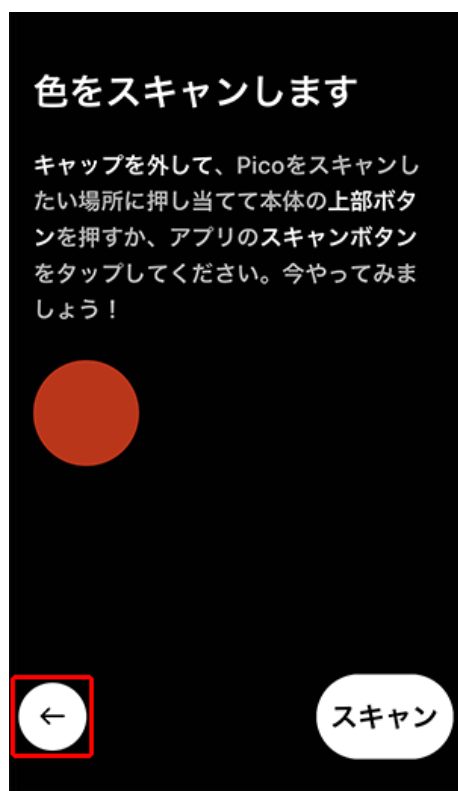 色をスキャンします
キャップを外して、Picoをスキャンし
たい場所に押し当てて本体の上部ボタ
ンを押すか、アプリのスキャンボタン
をタップしてください。今やってみま
しょう！
←
スキャン